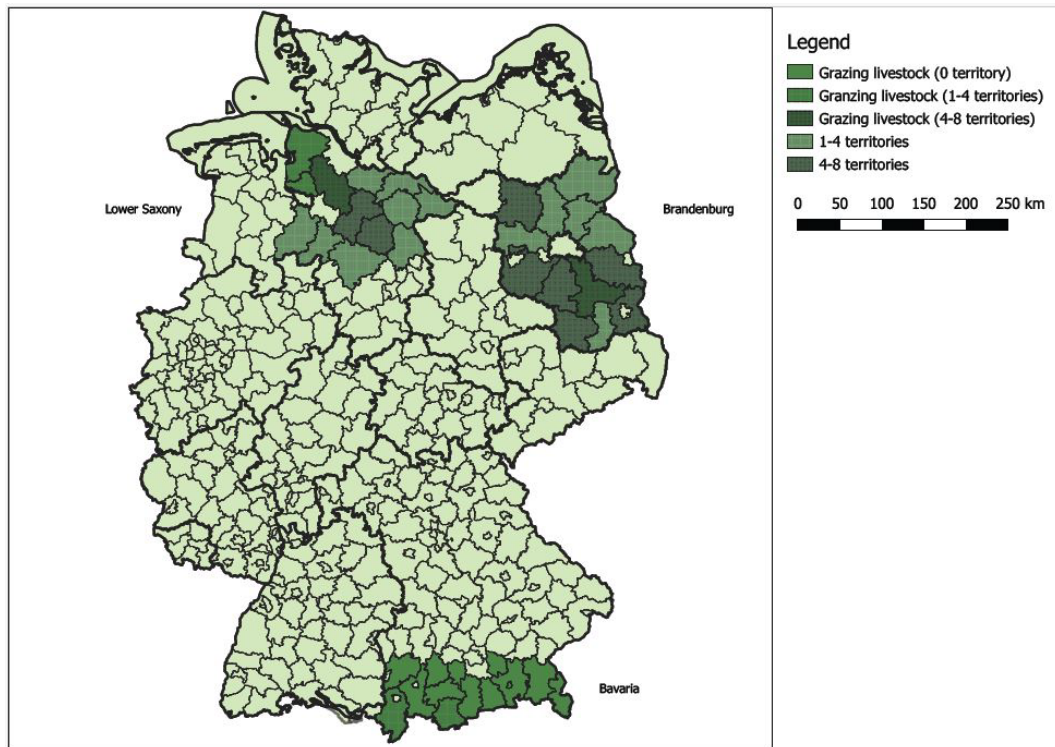 Legend
Grazing livestock (0 territory)
Granzing livestock (1-4 territories)
Grazing livestock (4-8 territories)
1-4 territories
4-8 territories
0 50 100 150 200 250 km
Lower Saxony
Brandenburg
Bavaria